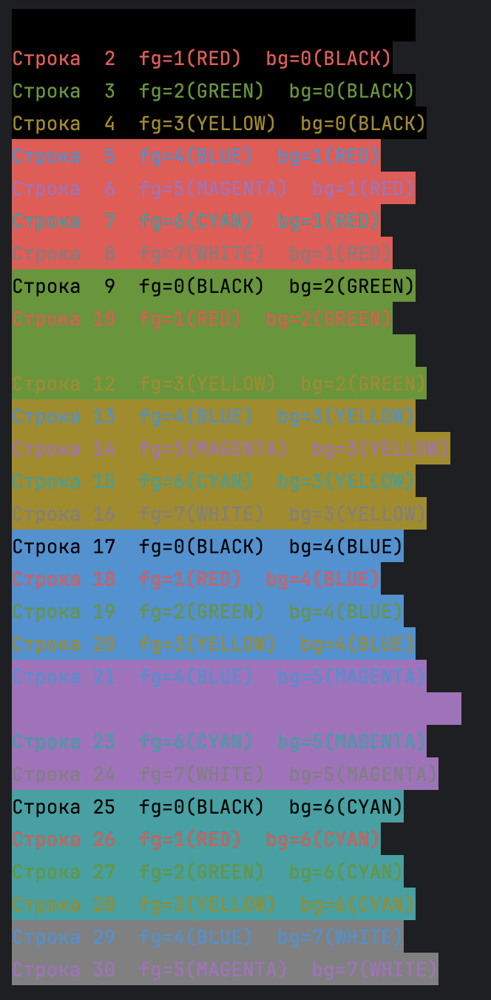 Строка  2  fg=1(RED)  bg=0(BLACK)
Строка  3  fg=2(GREEN)  bg=0(BLACK)
Строка  4  fg=3(YELLOW)  bg=0(BLACK)
Строка  5  fg=4(BLUE)  bg=1(RED)
Строка  6  fg=5(MAGENTA)  bg=1(RED)
Строка  7  fg=6(CYAN)  bg=1(RED)
Строка  8  fg=7(WHITE)  bg=1(RED)
Строка  9  fg=0(BLACK)  bg=2(GREEN)
Строка 10  fg=1(RED)  bg=2(GREEN)
Строка 12  fg=3(YELLOW)  bg=2(GREEN)
Строка 13  fg=4(BLUE)  bg=3(YELLOW)
Строка 14  fg=5(MAGENTA)  bg=3(YELLOW)
Строка 15  fg=6(CYAN)  bg=3(YELLOW)
Строка 16  fg=7(WHITE)  bg=3(YELLOW)
Строка 17  fg=0(BLACK)  bg=4(BLUE)
Строка 18  fg=1(RED)  bg=4(BLUE)
Строка 19  fg=2(GREEN)  bg=4(BLUE)
Строка 20  fg=3(YELLOW)  bg=4(BLUE)
Строка 21  fg=4(BLUE)  bg=5(MAGENTA)
Строка 23  fg=6(CYAN)  bg=5(MAGENTA)
Строка 24  fg=7(WHITE)  bg=5(MAGENTA)
Строка 25  fg=0(BLACK)  bg=6(CYAN)
Строка 26  fg=1(RED)  bg=6(CYAN)
Строка 27  fg=2(GREEN)  bg=6(CYAN)
Строка 28  fg=3(YELLOW)  bg=6(CYAN)
Строка 29  fg=4(BLUE)  bg=7(WHITE)
Строка 30  fg=5(MAGENTA)  bg=7(WHITE)